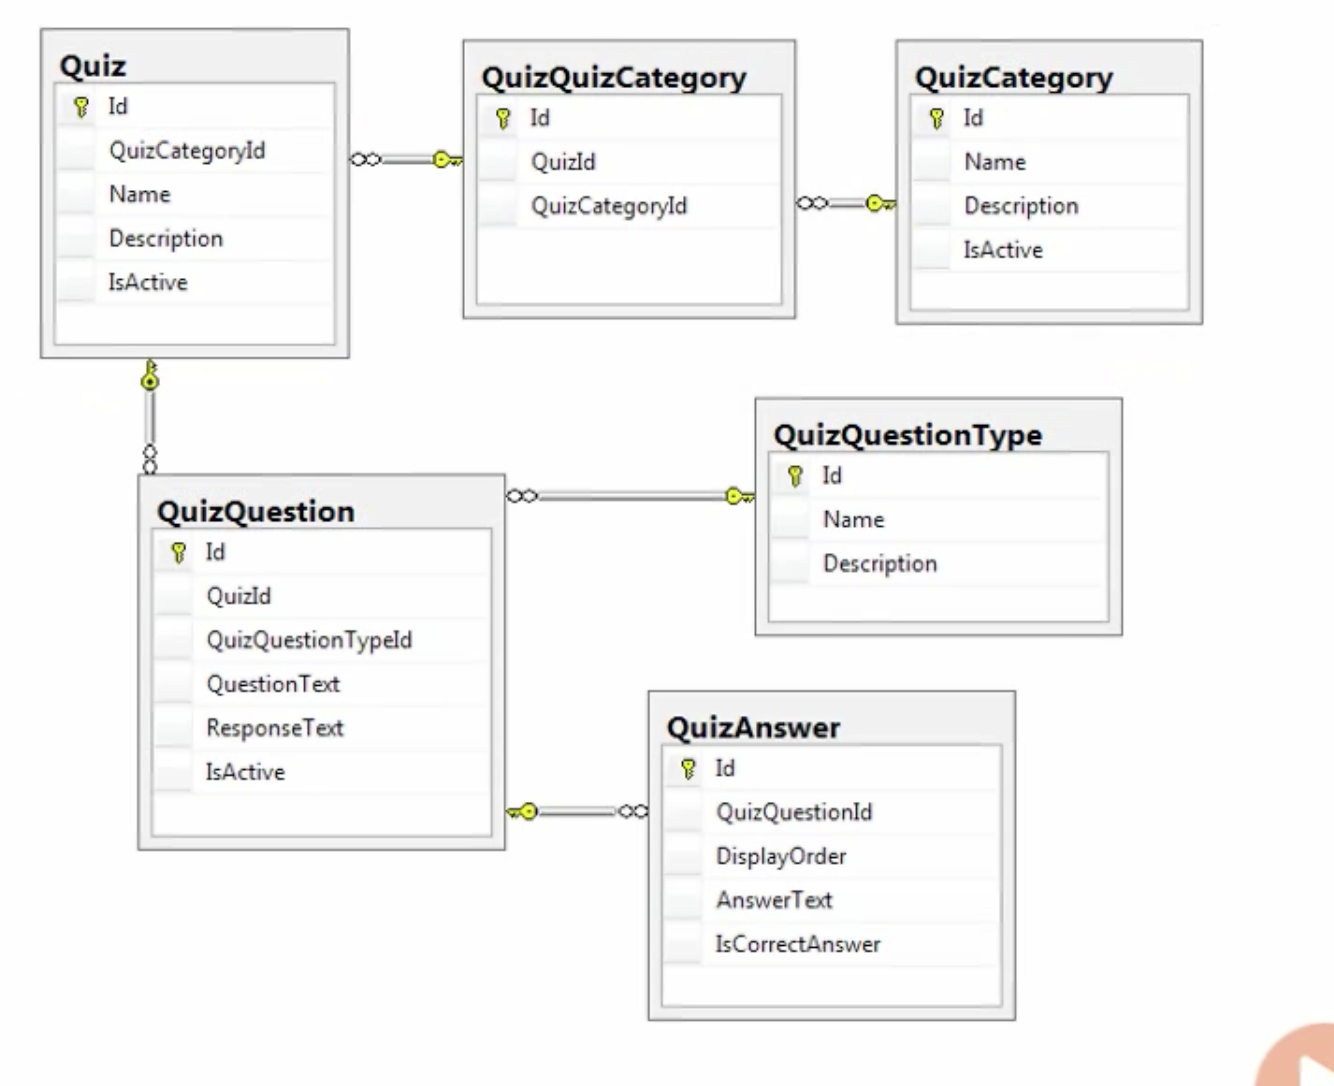 Quiz
Id
QuizCategoryId
Name
Description
IsActive
QuizQuizCategory
Id
QuizId
QuizCategoryId
QuizCategory
Id
Name
Description
IsActive
QuizQuestionType
Id
Name
Description
QuizQuestion
Id
QuizId
QuizQuestionTypeId
QuestionText
ResponseText
IsActive
QuizAnswer
Id
QuizQuestionId
DisplayOrder
AnswerText
IsCorrectAnswer